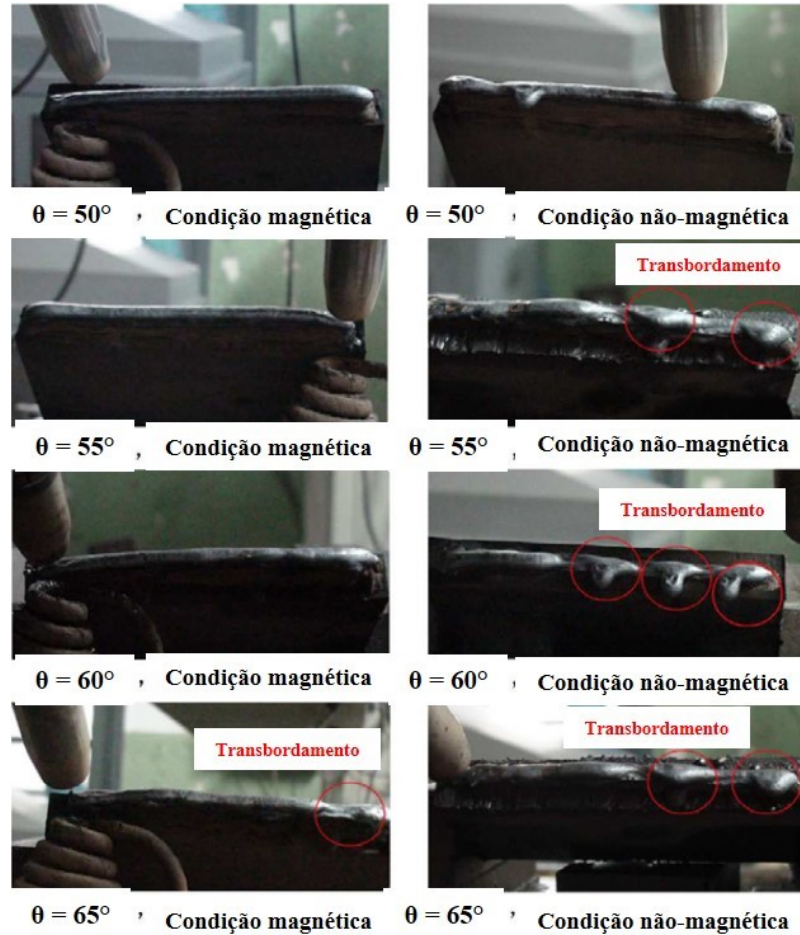 θ = 50° , Condição magnética
θ = 50° , Condição não-magnética
Transbordamento
θ = 55° , Condição magnética
θ = 55° , Condição não-magnética
Transbordamento
θ = 60° , Condição magnética
θ = 60° , Condição não-magnética
Transbordamento
Transbordamento
θ = 65° , Condição magnética
θ = 65° , Condição não-magnética